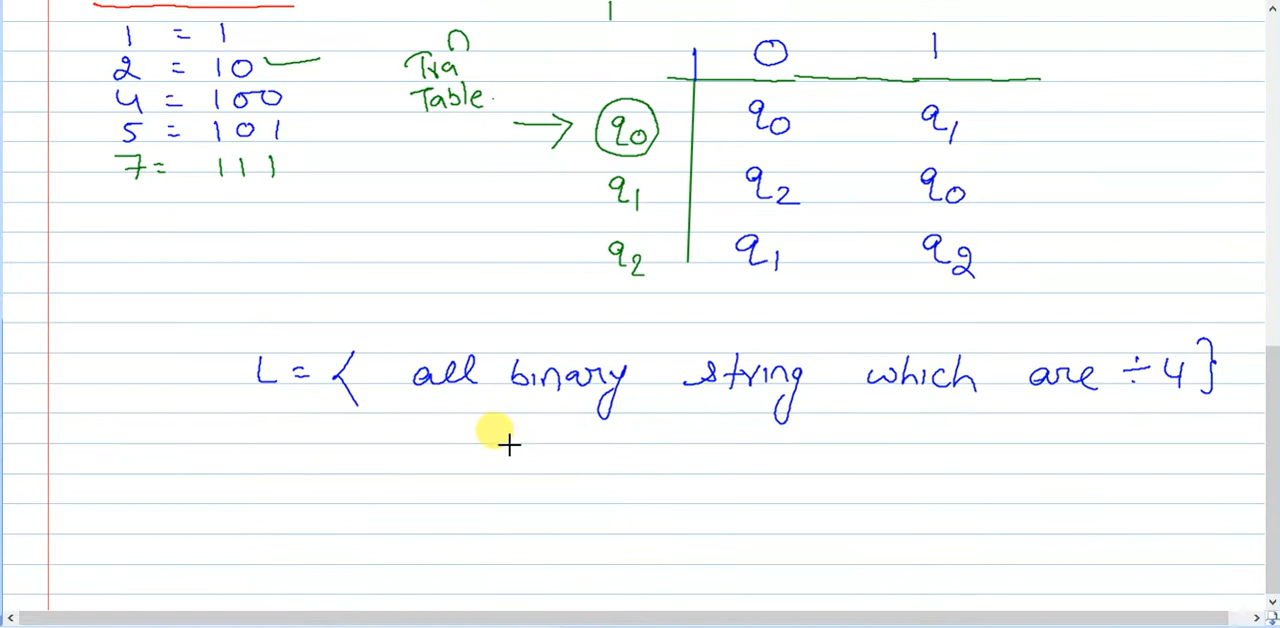 1 = 1
2 = 10
4 = 100
5 = 101
7 = 111
Tra n
Table.
0 1
→ q0 q0 q1
q1 q2 q0
q2 q1 q2
L = { all binary string which are ÷ 4 }